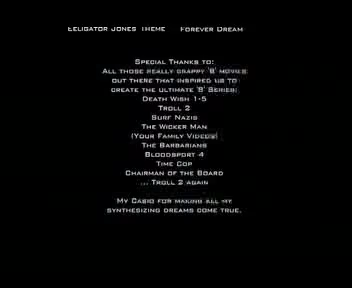 Eeligator Jones Theme Forever Dream
Special Thanks to:
All those really crappy 'B' movies
out there that inspired us to
create the ultimate 'B' Series!
Death Wish 1-5
Troll 2
Surf Nazis
The Wicker Man
(Your Family Videos)
The Barbarians
Bloodsport 4
Time Cop
Chairman of the Board
... Troll 2 again
My Casio for making all my
synthesizing dreams come true.